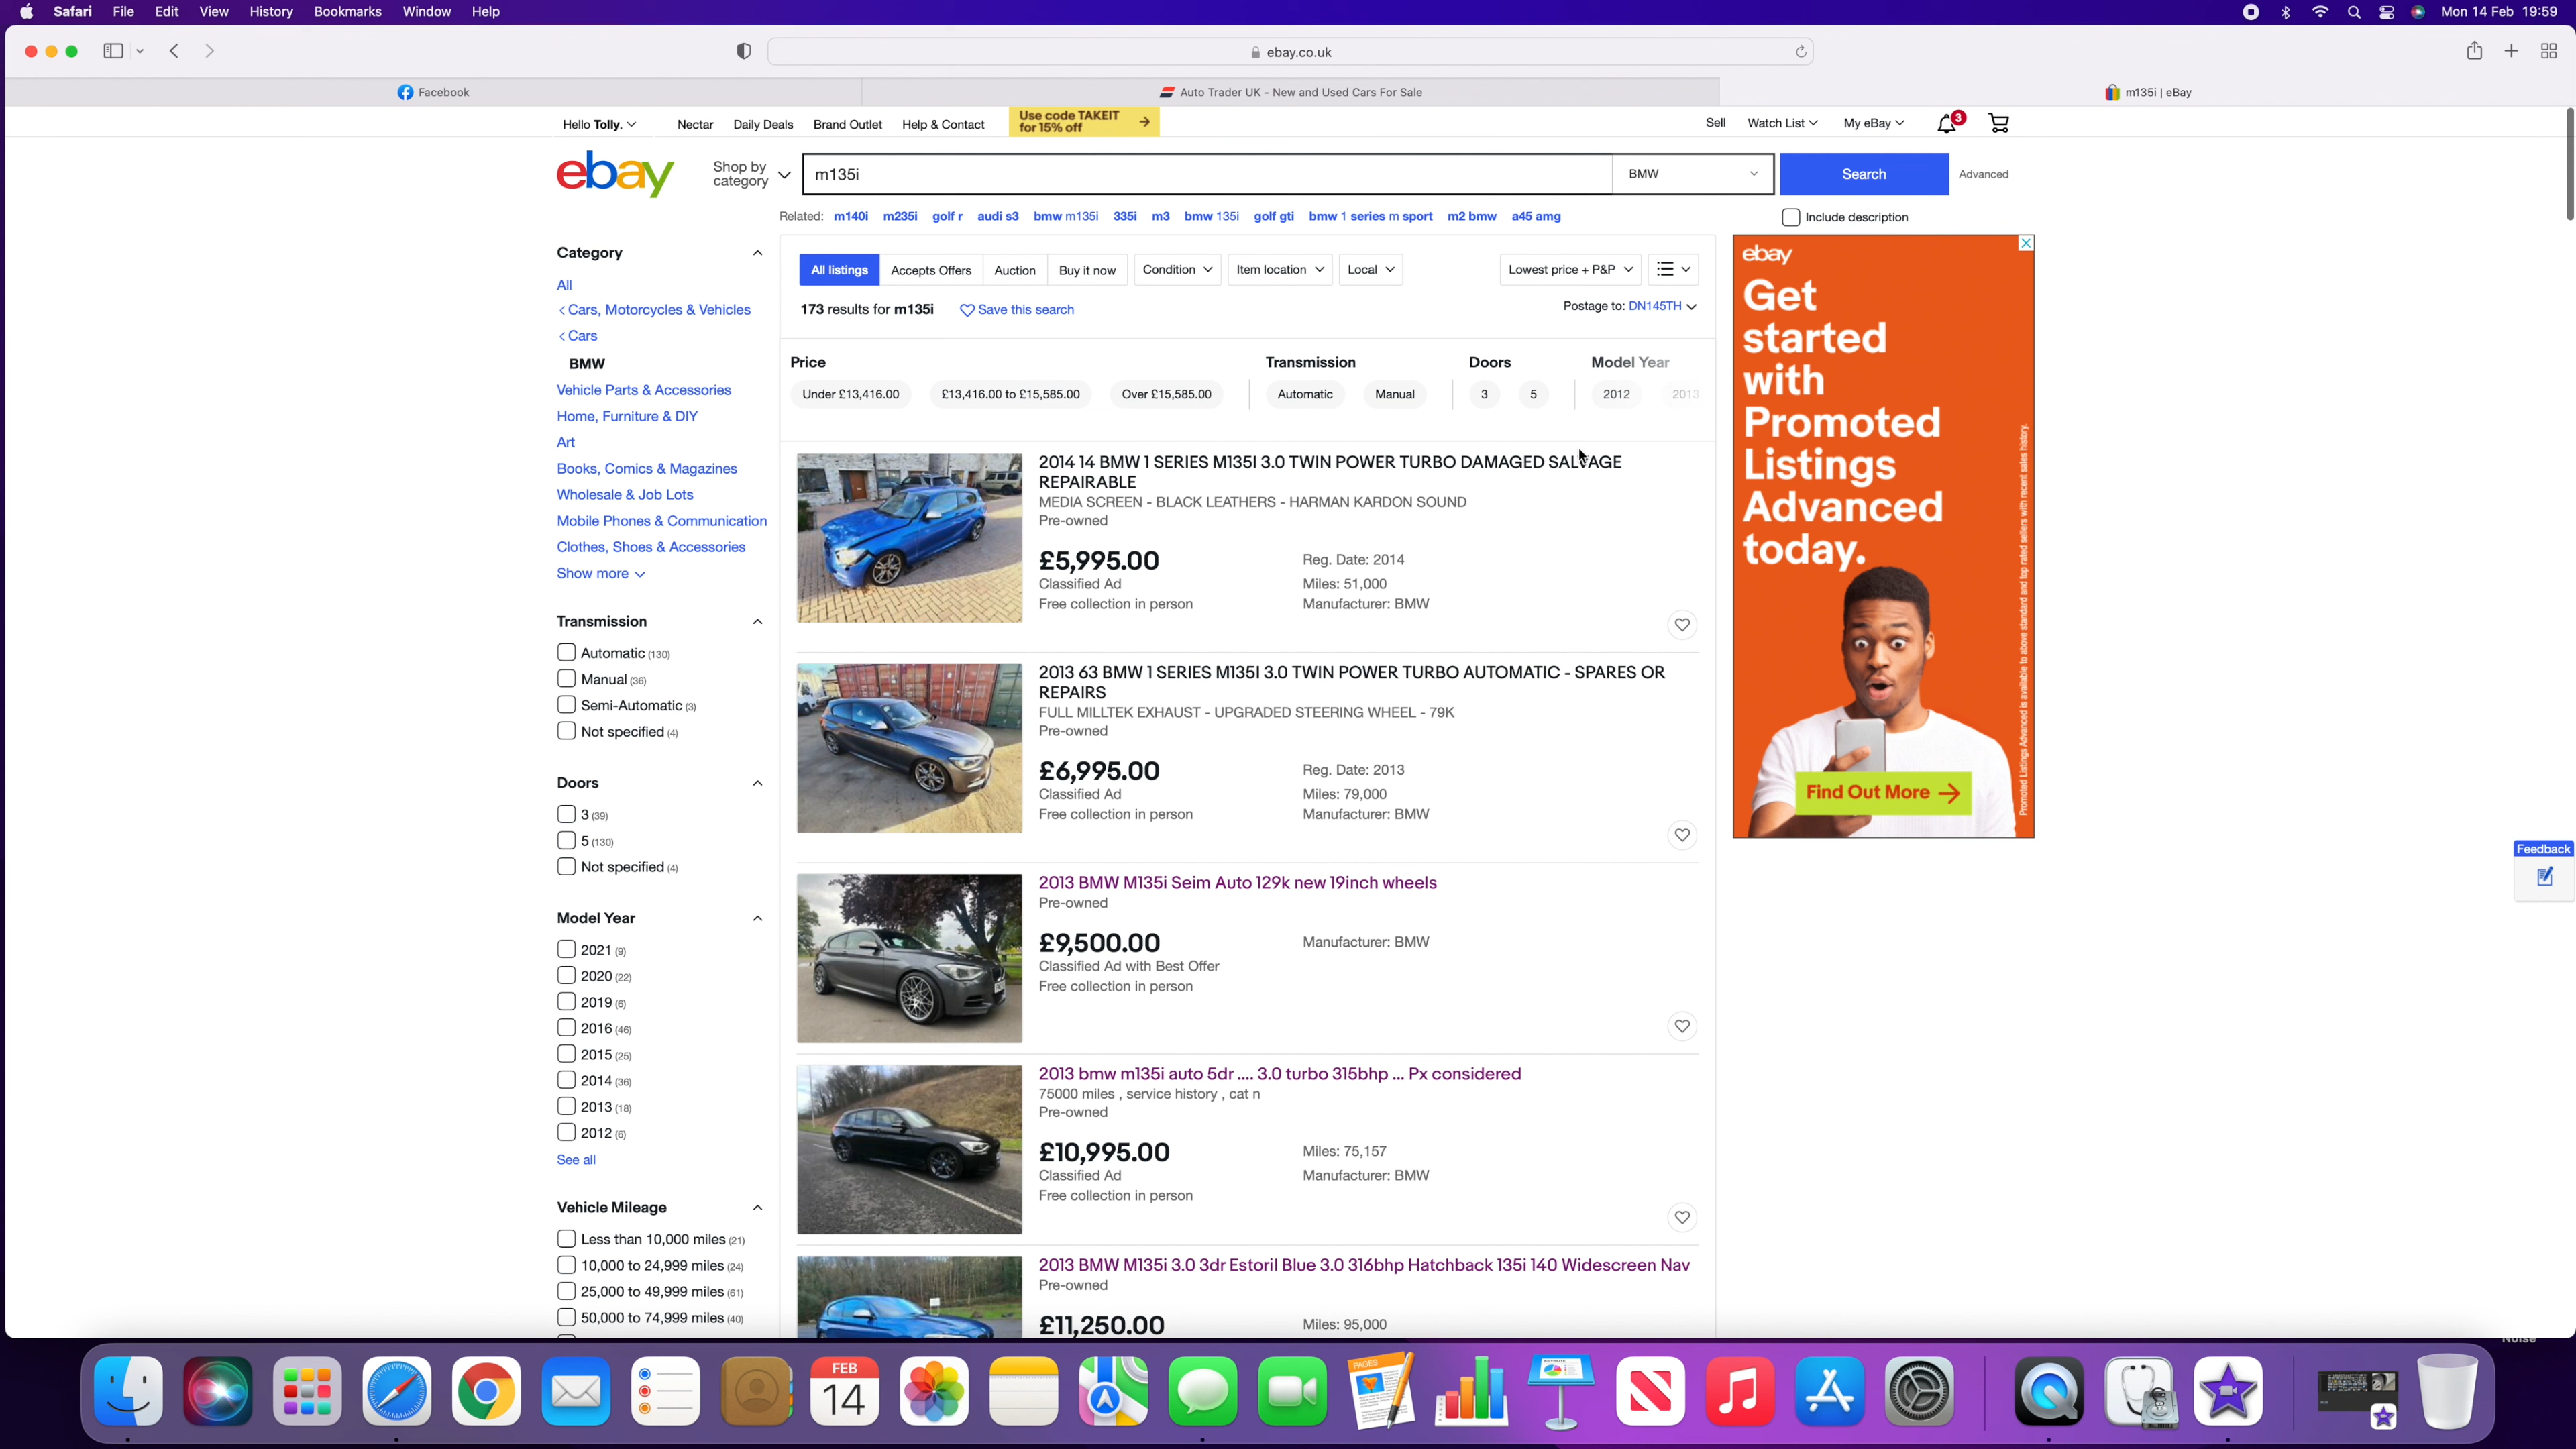 Safari File Edit View History Bookmarks Window Help
Mon 14 Feb 19:59
ebay.co.uk
Facebook
Auto Trader UK - New and Used Cars For Sale
m135i | eBay
Hello Tolly. Nectar Daily Deals Brand Outlet Help & Contact
Use code TAKEIT
for 15% off
Sell Watch List My eBay 3
ebay
Shop by
category
m135i
BMW
Search
Advanced
Related: m140i m235i golf r audi s3 bmw m135i 335i m3 bmw 135i golf gti bmw 1 series m sport m2 bmw a45 amg
Include description
Category
All
Cars, Motorcycles & Vehicles
Cars
BMW
Vehicle Parts & Accessories
Home, Furniture & DIY
Art
Books, Comics & Magazines
Wholesale & Job Lots
Mobile Phones & Communication
Clothes, Shoes & Accessories
Show more
Transmission
Automatic (130)
Manual (36)
Semi-Automatic (3)
Not specified (4)
Doors
3 (39)
5 (130)
Not specified (4)
Model Year
2021 (9)
2020 (22)
2019 (6)
2016 (46)
2015 (25)
2014 (36)
2013 (18)
2012 (6)
See all
Vehicle Mileage
Less than 10,000 miles (21)
10,000 to 24,999 miles (24)
25,000 to 49,999 miles (61)
50,000 to 74,999 miles (40)
All listings Accepts Offers Auction Buy it now Condition Item location Local
Lowest price + P&P
173 results for m135i Save this search
Postage to: DN145TH
Price Transmission Doors Model Year
Under £13,416.00 £13,416.00 to £15,585.00 Over £15,585.00 Automatic Manual 3 5 2012 2013
2014 14 BMW 1 SERIES M135I 3.0 TWIN POWER TURBO DAMAGED SALVAGE
REPAIRABLE
MEDIA SCREEN - BLACK LEATHERS - HARMAN KARDON SOUND
Pre-owned
£5,995.00
Classified Ad
Free collection in person
Reg. Date: 2014
Miles: 51,000
Manufacturer: BMW
2013 63 BMW 1 SERIES M135I 3.0 TWIN POWER TURBO AUTOMATIC - SPARES OR
REPAIRS
FULL MILLTEK EXHAUST - UPGRADED STEERING WHEEL - 79K
Pre-owned
£6,995.00
Classified Ad
Free collection in person
Reg. Date: 2013
Miles: 79,000
Manufacturer: BMW
2013 BMW M135i Seim Auto 129k new 19inch wheels
Pre-owned
£9,500.00
Classified Ad with Best Offer
Free collection in person
Manufacturer: BMW
2013 bmw m135i auto 5dr .... 3.0 turbo 315bhp ... Px considered
75000 miles , service history , cat n
Pre-owned
£10,995.00
Classified Ad
Free collection in person
Miles: 75,157
Manufacturer: BMW
2013 BMW M135i 3.0 3dr Estoril Blue 3.0 316bhp Hatchback 135i 140 Widescreen Nav
Pre-owned
£11,250.00
Miles: 95,000
ebay
Get
started
with
Promoted
Listings
Advanced
today.
Find Out More
Promoted Listings Advanced is available to above standard and top rated sellers with recent sales history.
Feedback
Noise
FEB
14
PAGES
KEYNOTE